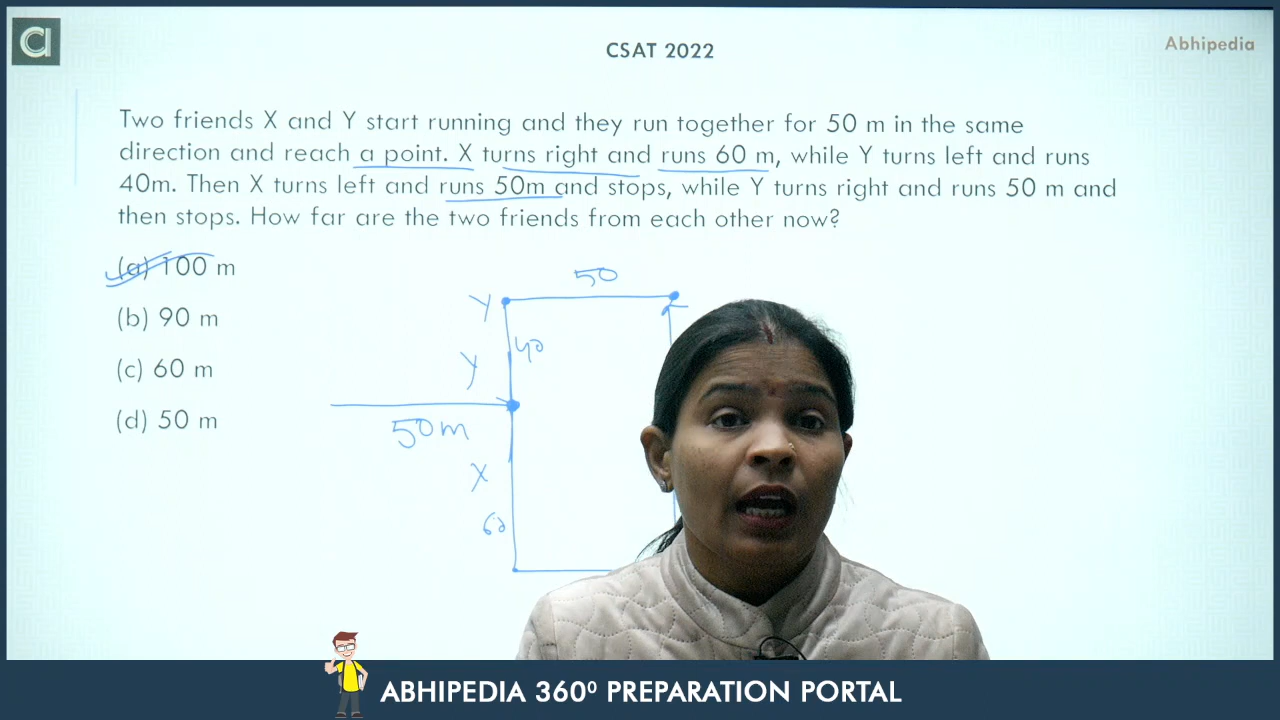 CSAT 2022
Abhipedia
Two friends X and Y start running and they run together for 50 m in the same
direction and reach a point. X turns right and runs 60 m, while Y turns left and runs
40m. Then X turns left and runs 50m and stops, while Y turns right and runs 50 m and
then stops. How far are the two friends from each other now?
(a) 100 m
(b) 90 m
(c) 60 m
(d) 50 m
50
Y
40
Y
50m
X
60
ABHIPEDIA 360⁰ PREPARATION PORTAL